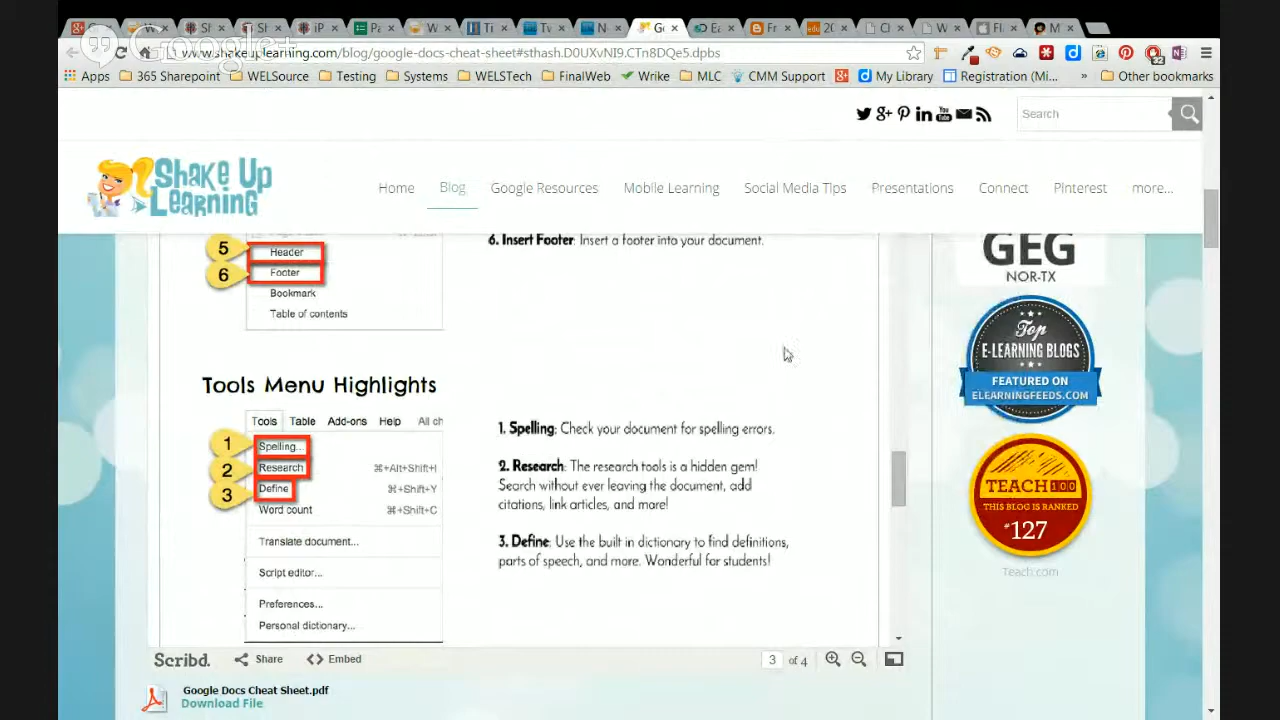 Google
www.shakeuplearning.com/blog/google-docs-cheat-sheet#sthash.D0UXvNI9.CTn8DQe5.dpbs
Apps 365 Sharepoint WELSource Testing Systems WELSTech FinalWeb Wrike MLC CMM Support My Library Registration (Mi... » Other bookmarks
Search
Shake Up
Learning
Home Blog Google Resources Mobile Learning Social Media Tips Presentations Connect Pinterest more...
5 Header
6 Footer
Bookmark
Table of contents
6. Insert Footer: Insert a footer into your document.
Tools Menu Highlights
Tools Table Add-ons Help All ch
1 Spelling...
2 Research ⌘+Alt+Shift+I
3 Define ⌘+Shift+Y
Word count ⌘+Shift+C
Translate document...
Script editor...
Preferences...
Personal dictionary...
1. Spelling: Check your document for spelling errors.
2. Research: The research tools is a hidden gem!
Search without ever leaving the document, add
citations, link articles, and more!
3. Define: Use the built in dictionary to find definitions,
parts of speech, and more. Wonderful for students!
GEG
NOR-TX
Top
E-LEARNING BLOGS
FEATURED ON
ELEARNINGFEEDS.COM
TEACH 100
THIS BLOG IS RANKED
#127
Teach.com
Scribd. Share Embed 3 of 4
Google Docs Cheat Sheet.pdf
Download File